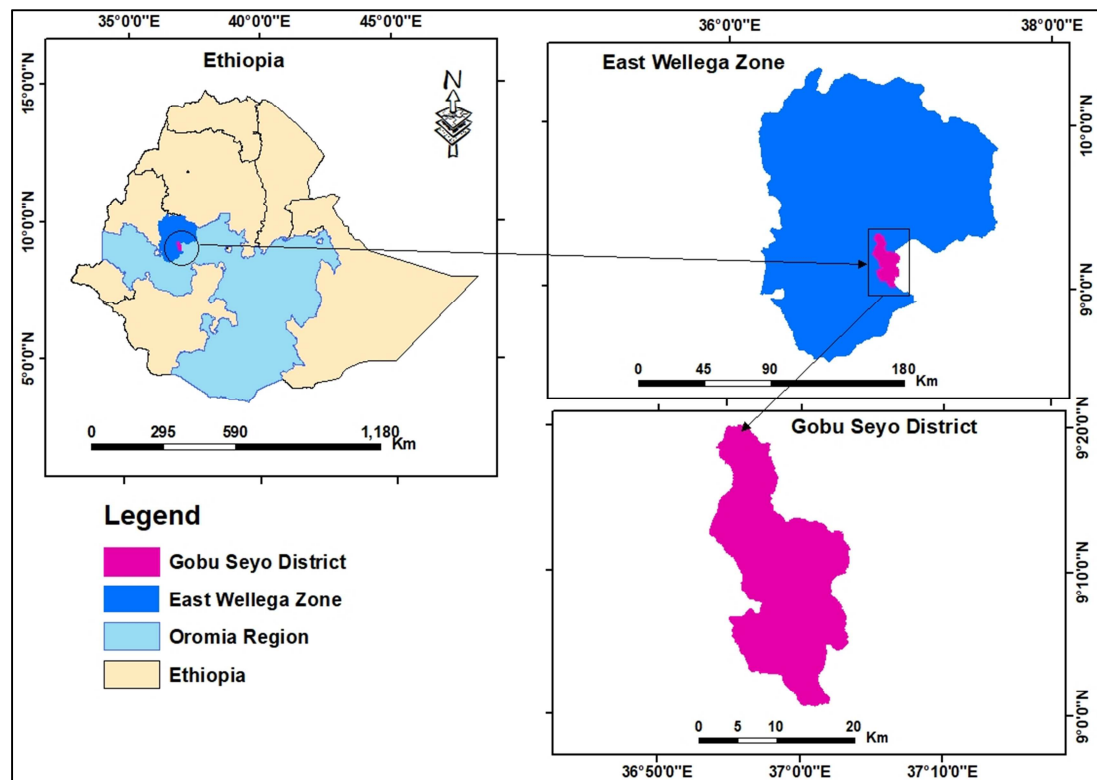 35°0'0"E 40°0'0"E 45°0'0"E
Ethiopia
N
15°0'0"N
10°0'0"N
5°0'0"N
0 295 590 1,180
Km
36°0'0"E 38°0'0"E
East Wellega Zone
10°0'0"N
9°0'0"N
0 45 90 180
Km
Gobu Seyo District
9°20'0"N
9°10'0"N
9°0'0"N
0 5 10 20
Km
36°50'0"E 37°0'0"E 37°10'0"E
Legend
Gobu Seyo District
East Wellega Zone
Oromia Region
Ethiopia